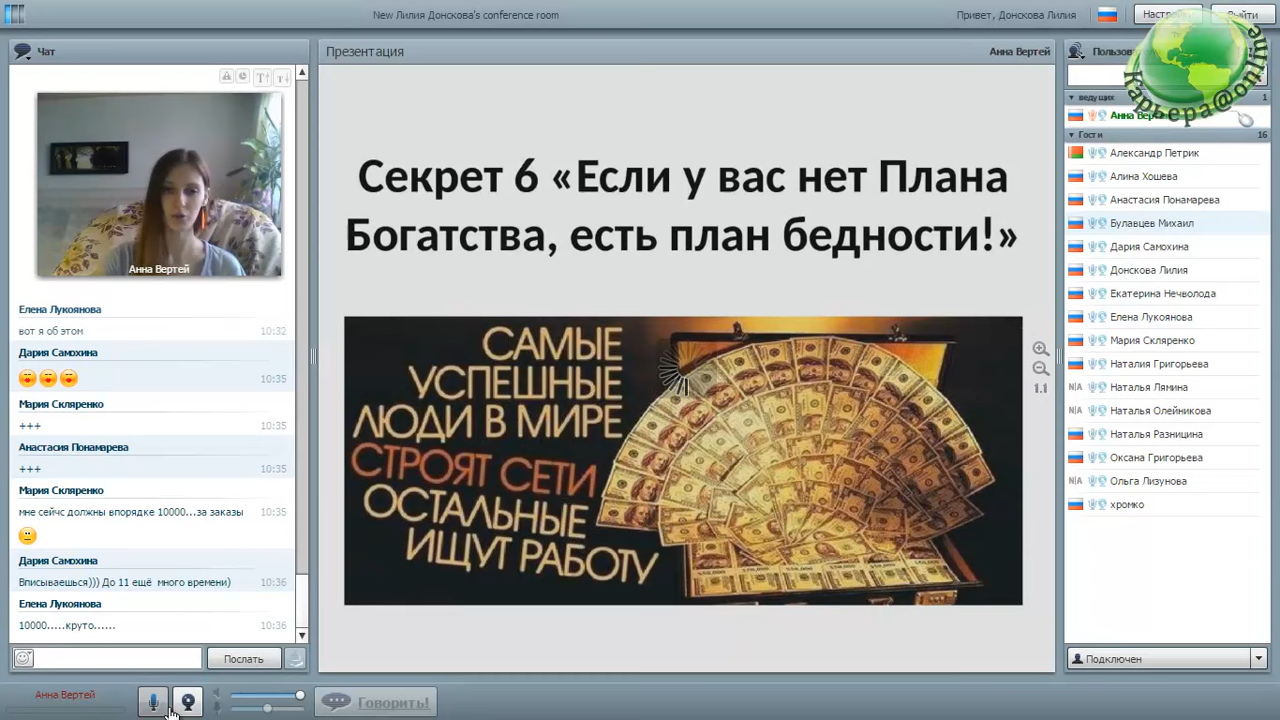 New Лилия Донскова's conference room
Привет, Донскова Лилия
Выйти
Чат
Анна Вертей
Елена Лукоянова
вот я об этом 10:32
Дария Самохина
10:35
Мария Скляренко
+++ 10:35
Анастасия Понамарева
+++ 10:35
Мария Скляренко
мне сейчс должны впорядке 10000...за заказы 10:35
Дария Самохина
Вписываешься))) До 11 ещё много времени) 10:36
Елена Лукоянова
10000.....круто...... 10:36
Послать
Презентация
Анна Вертей
Секрет 6 «Если у вас нет Плана
Богатства, есть план бедности!»
САМЫЕ
УСПЕШНЫЕ
ЛЮДИ В МИРЕ
СТРОЯТ СЕТИ
ОСТАЛЬНЫЕ
ИЩУТ РАБОТУ
1:1
карьера@online
ведущих 1
Анна
Гости 16
Александр Петрик
Алина Хошева
Анастасия Понамарева
Булавцев Михаил
Дария Самохина
Донскова Лилия
Екатерина Нечволода
Елена Лукоянова
Мария Скляренко
Наталия Григорьева
N/A Наталья Лямина
N/A Наталья Олейникова
Наталья Разницина
Оксана Григорьева
N/A Ольга Лизунова
хромко
Подключен
Анна Вертей
Говорить!